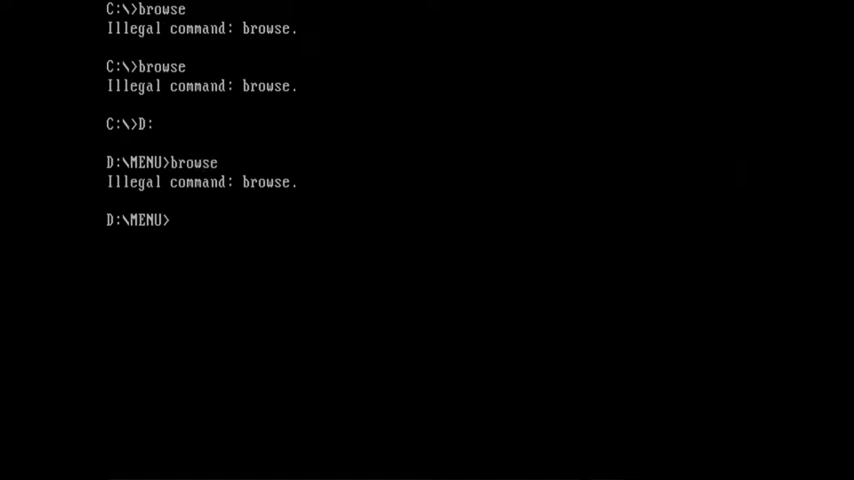 C:\>browse
Illegal command: browse.
C:\>browse
Illegal command: browse.
C:\>D:
D:\MENU>browse
Illegal command: browse.
D:\MENU>